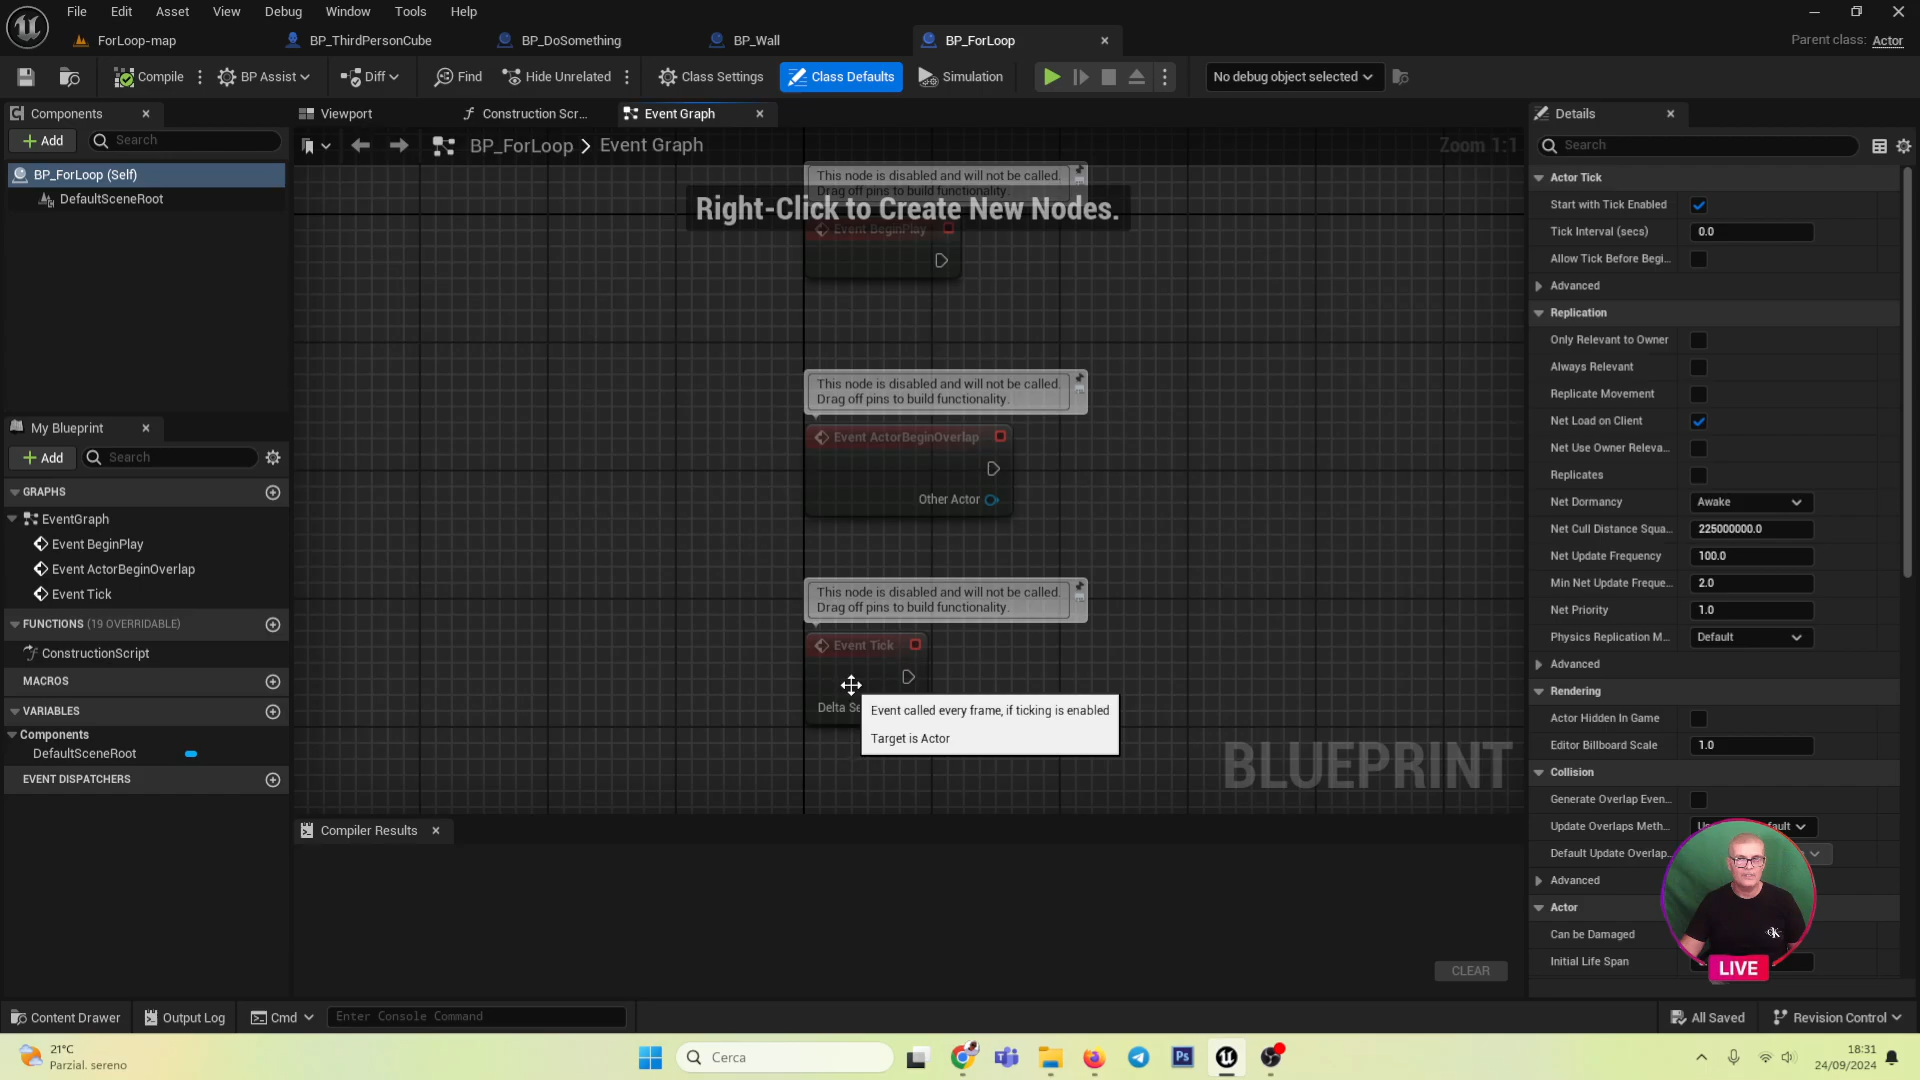 File Edit Asset View Debug Window Tools Help
ForLoop-map BP_ThirdPersonCube BP_DoSomething BP_Wall BP_ForLoop Parent class: Actor
Compile BP Assist Diff Find Hide Unrelated Class Settings Class Defaults Simulation No debug object selected
Components
Add Search
BP_ForLoop (Self)
DefaultSceneRoot
My Blueprint
Add Search
GRAPHS
EventGraph
Event BeginPlay
Event ActorBeginOverlap
Event Tick
FUNCTIONS (19 OVERRIDABLE)
ConstructionScript
MACROS
VARIABLES
Components
DefaultSceneRoot
EVENT DISPATCHERS
Viewport Construction Scr... Event Graph
BP_ForLoop > Event Graph Zoom 1:1
This node is disabled and will not be called.
Drag off pins to build functionality.
Right-Click to Create New Nodes.
Event BeginPlay
This node is disabled and will not be called.
Drag off pins to build functionality.
Event ActorBeginOverlap
Other Actor
This node is disabled and will not be called.
Drag off pins to build functionality.
Event Tick
Delta Se
Event called every frame, if ticking is enabled
Target is Actor
BLUEPRINT
Compiler Results
CLEAR
Details
Search
Actor Tick
Start with Tick Enabled
Tick Interval (secs) 0.0
Allow Tick Before Begi...
Advanced
Replication
Only Relevant to Owner
Always Relevant
Replicate Movement
Net Load on Client
Net Use Owner Releva...
Replicates
Net Dormancy Awake
Net Cull Distance Squa... 225000000.0
Net Update Frequency 100.0
Min Net Update Freque... 2.0
Net Priority 1.0
Physics Replication M... Default
Advanced
Rendering
Actor Hidden In Game
Editor Billboard Scale 1.0
Collision
Generate Overlap Even...
Update Overlaps Meth...
Default Update Overlap...
Advanced
Actor
Can be Damaged
Initial Life Span
LIVE
Content Drawer Output Log Cmd Enter Console Command All Saved Revision Control
21°C
Parzial. sereno
Cerca
18:31
24/09/2024